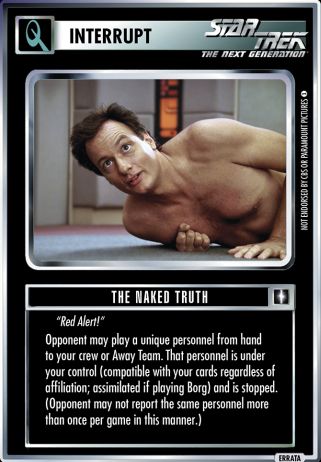 Q
INTERRUPT
STAR TREK
THE NEXT GENERATION
NOT ENDORSED BY CBS OR PARAMOUNT PICTURES
THE NAKED TRUTH
"Red Alert!"
Opponent may play a unique personnel from hand
to your crew or Away Team. That personnel is under
your control (compatible with your cards regardless of
affiliation; assimilated if playing Borg) and is stopped.
(Opponent may not report the same personnel more
than once per game in this manner.)
ERRATA